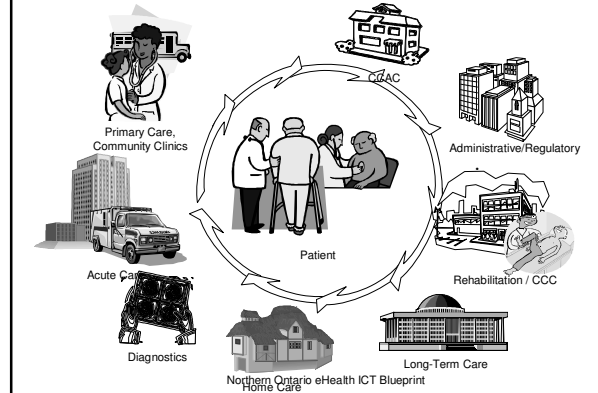 CCAC
Primary Care,
Community Clinics
Administrative/Regulatory
Patient
Acute Care
Rehabilitation / CCC
Diagnostics
Long-Term Care
Northern Ontario eHealth ICT Blueprint
Home Care